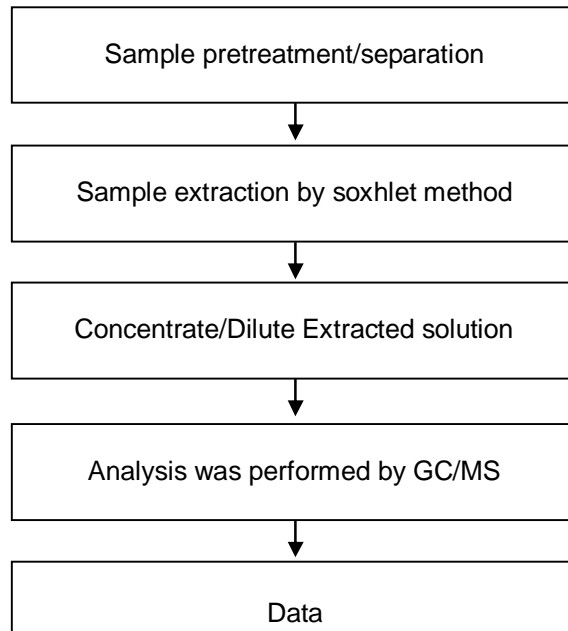 Sample pretreatment/separation
Sample extraction by soxhlet method
Concentrate/Dilute Extracted solution
Analysis was performed by GC/MS
Data